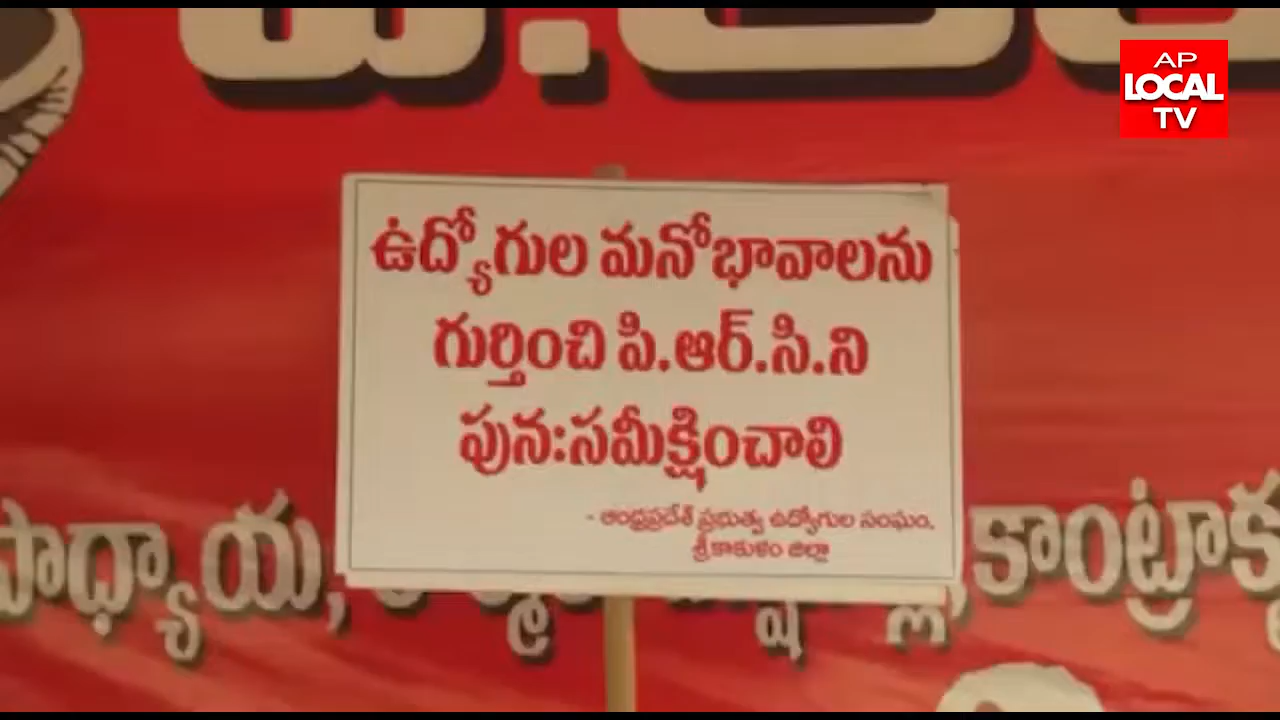 AP
LOCAL
TV
ఉద్యోగుల మనోభావాలను
గుర్తించి పి.ఆర్.సి.ని
పున:సమీక్షించాలి
- ఆంధ్రప్రదేశ్ ప్రభుత్వ ఉద్యోగుల సంఘం,
శ్రీకాకుళం జిల్లా